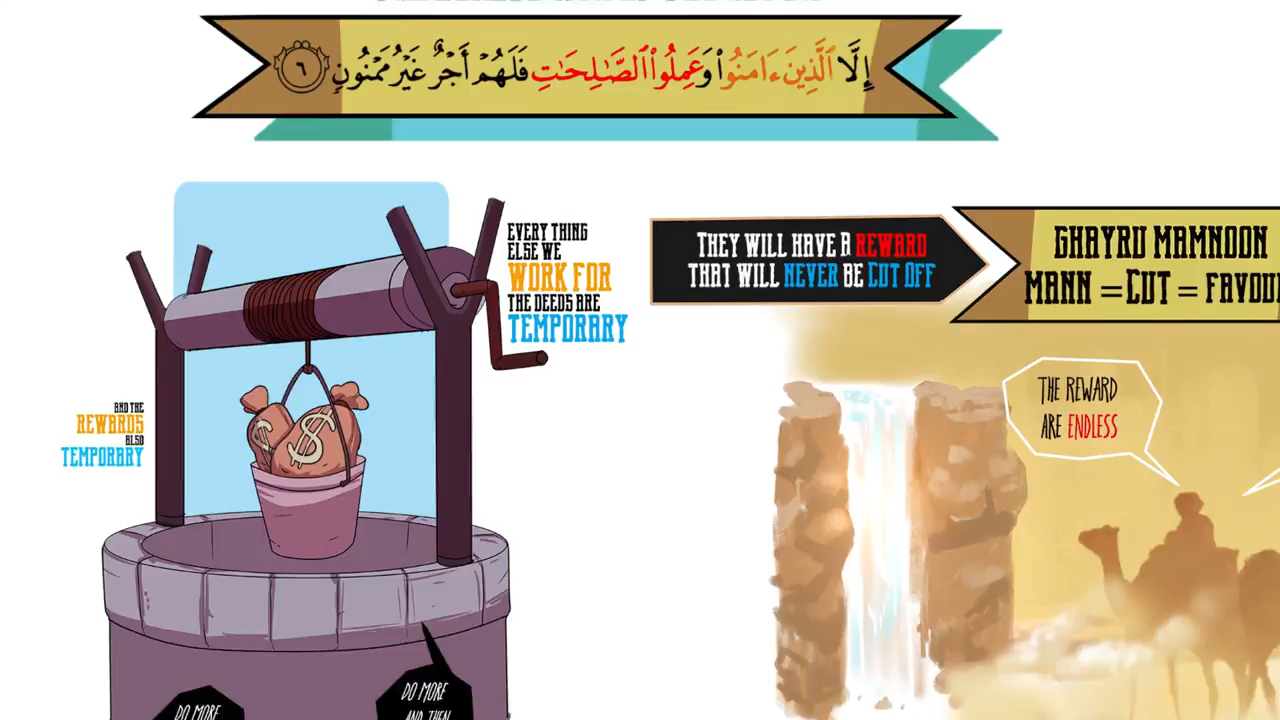 إِلَّا ٱلَّذِينَ ءَامَنُوا۟ وَعَمِلُوا۟ ٱلصَّـٰلِحَـٰتِ فَلَهُمْ أَجْرٌ غَيْرُ مَمْنُونٍ ٦
EVERY THING
ELSE WE
WORK FOR
THE DEEDS ARE
TEMPORARY
AND THE
REWARDS
ALSO
TEMPORARY
DO MORE
DO MORE
AND THEN
THEY WILL HAVE A REWARD
THAT WILL NEVER BE CUT OFF
GHAYRU MAMNOON
MANN = CUT = FAVOU
THE REWARD
ARE ENDLESS